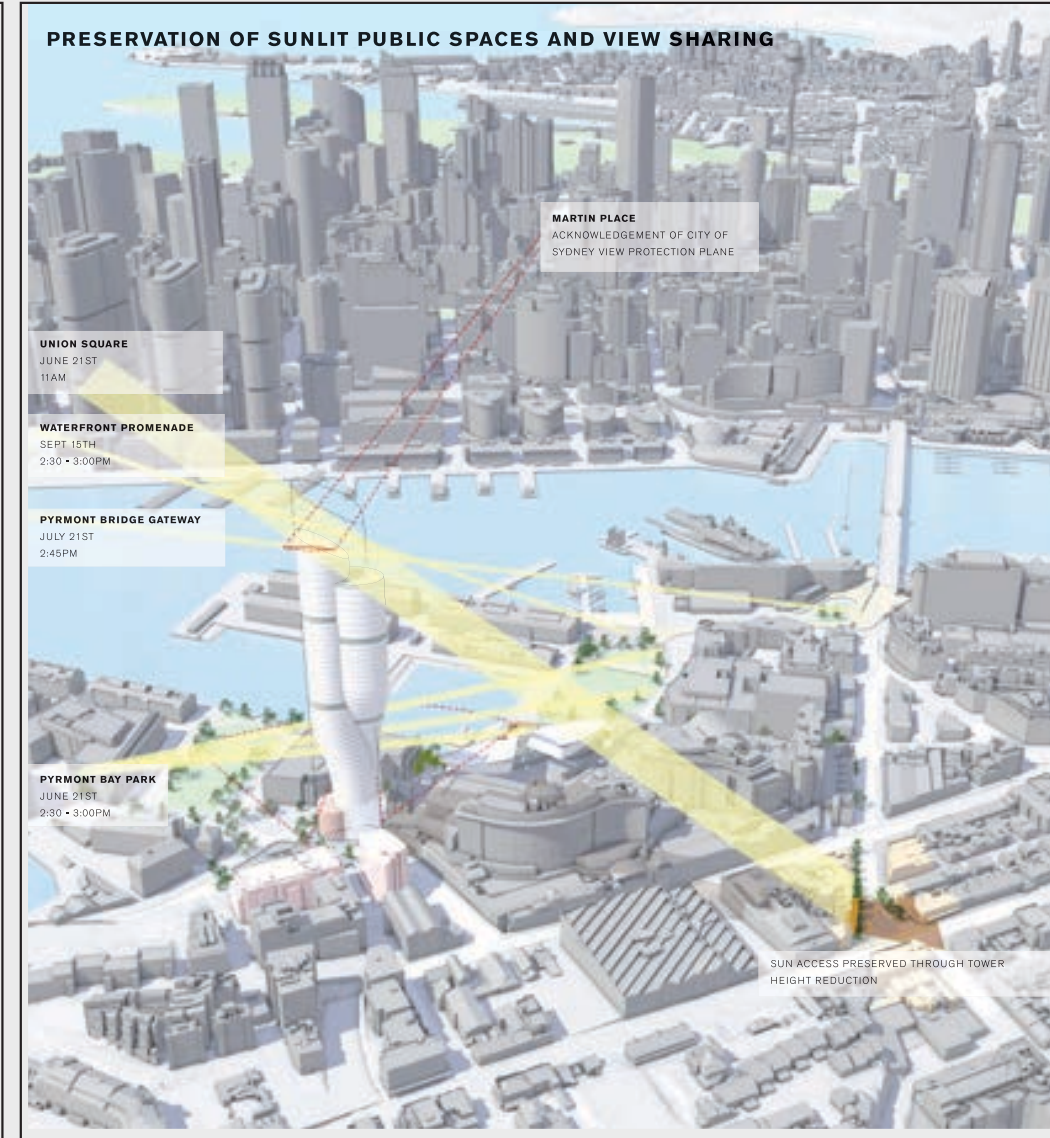 PRESERVATION OF SUNLIT PUBLIC SPACES AND VIEW SHARING
MARTIN PLACE
ACKNOWLEDGEMENT OF CITY OF
SYDNEY VIEW PROTECTION PLANE
UNION SQUARE
JUNE 21ST
11AM
WATERFRONT PROMENADE
SEPT 15TH
2:30 - 3:00PM
PYRMONT BRIDGE GATEWAY
JULY 21ST
2:45PM
PYRMONT BAY PARK
JUNE 21ST
2:30 - 3:00PM
SUN ACCESS PRESERVED THROUGH TOWER
HEIGHT REDUCTION